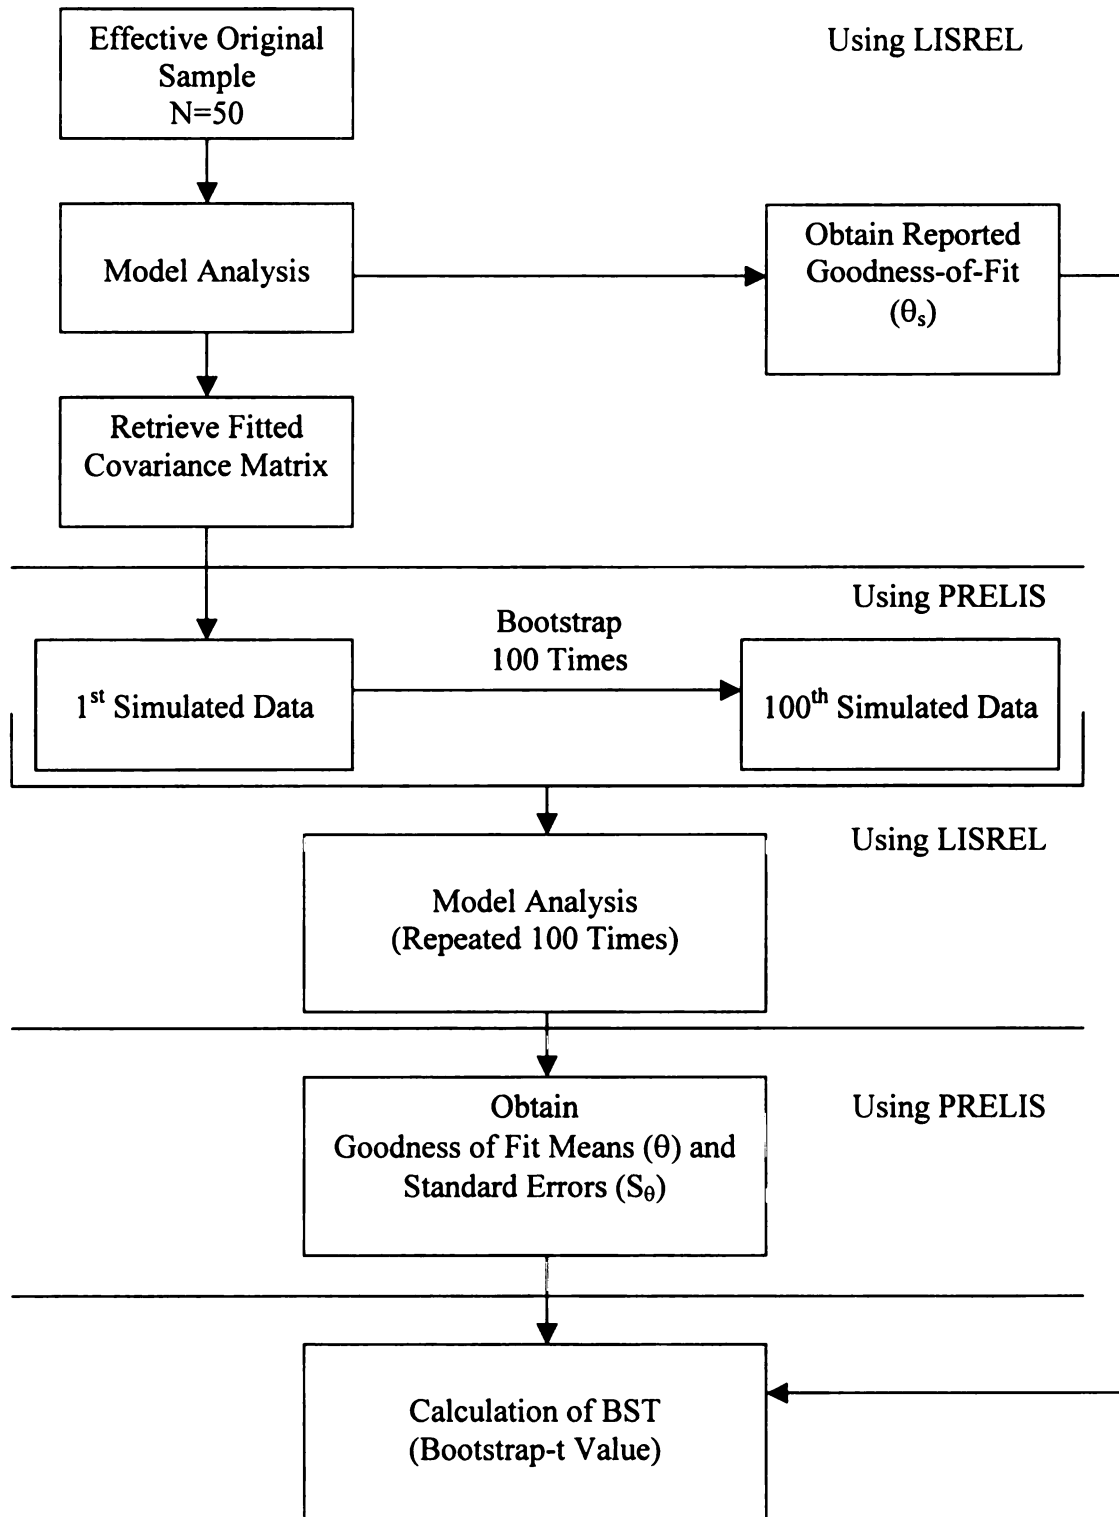 Effective Original
Sample
N=50
Using LISREL
Model Analysis
Obtain Reported
Goodness-of-Fit
(θs)
Retrieve Fitted
Covariance Matrix
Using PRELIS
Bootstrap
100 Times
1st Simulated Data
100th Simulated Data
Using LISREL
Model Analysis
(Repeated 100 Times)
Obtain
Goodness of Fit Means (θ) and
Standard Errors (Sθ)
Using PRELIS
Calculation of BST
(Bootstrap-t Value)